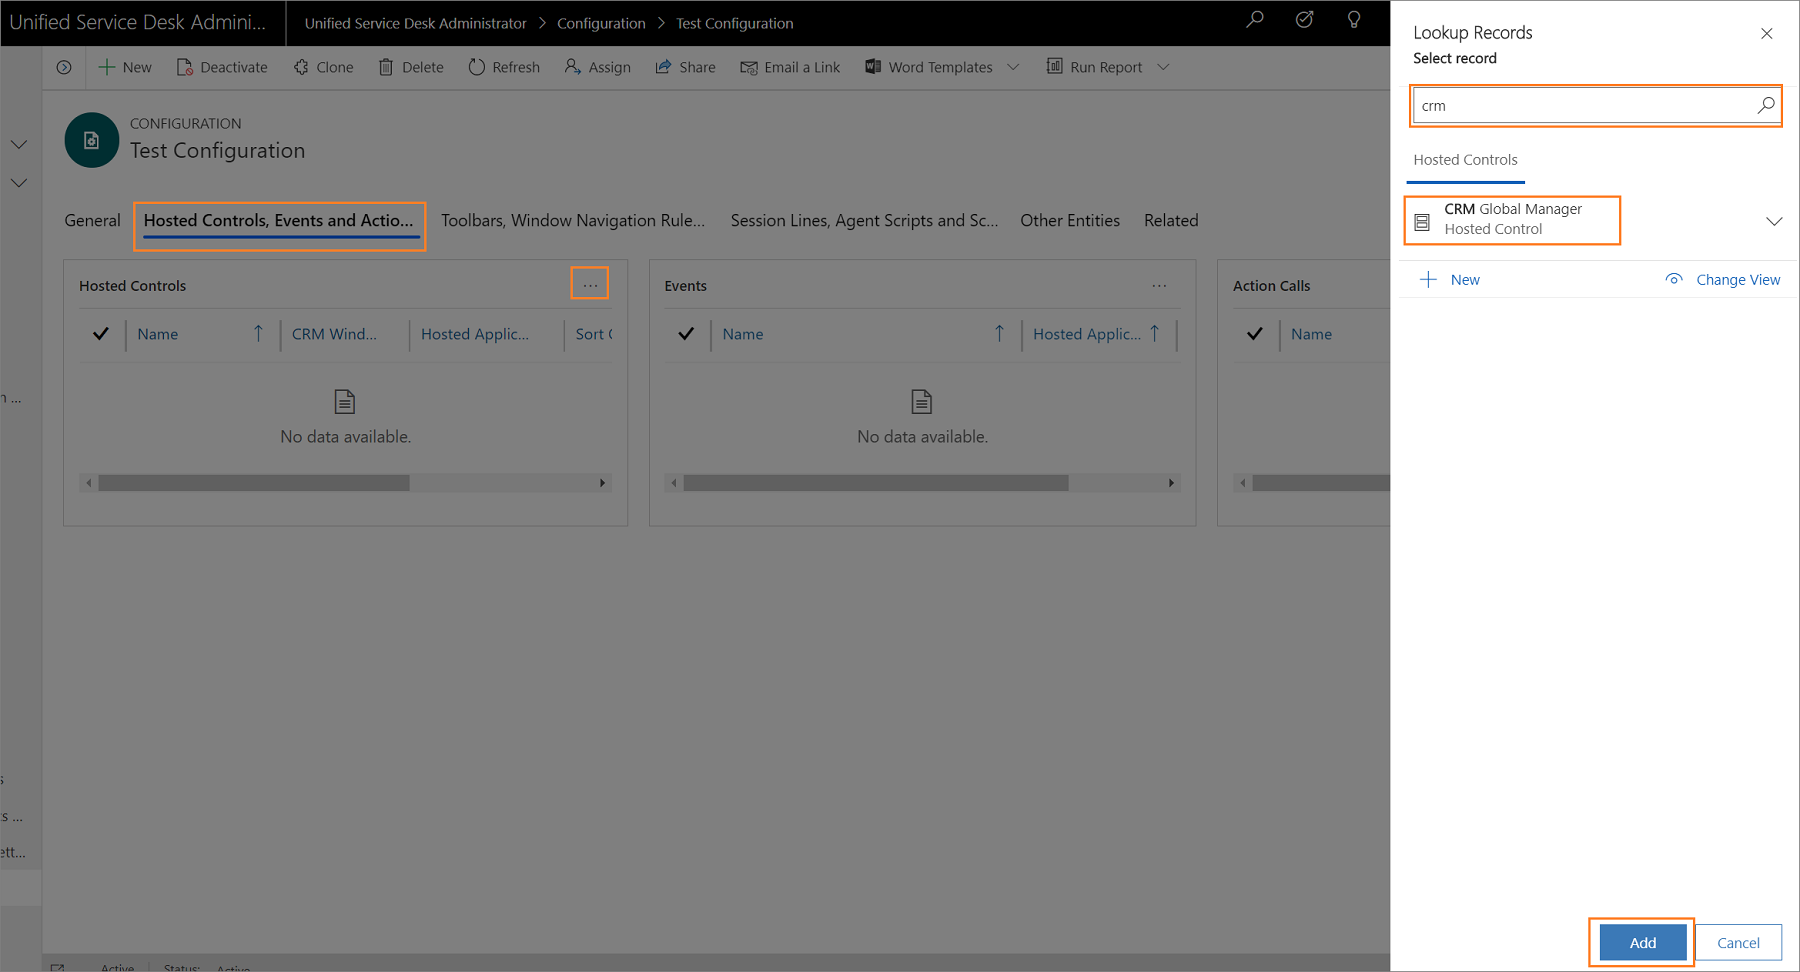 Unified Service Desk Admini...
Unified Service Desk Administrator > Configuration > Test Configuration
New
Deactivate
Clone
Delete
Refresh
Assign
Share
Email a Link
Word Templates
Run Report
CONFIGURATION
Test Configuration
General
Hosted Controls, Events and Actio...
Toolbars, Window Navigation Rule...
Session Lines, Agent Scripts and Sc...
Other Entities
Related
Hosted Controls
...
Name
CRM Wind...
Hosted Applic...
Sort
No data available.
Events
...
Name
Hosted Applic...
No data available.
Action Calls
Name
n ...
s
ts ...
ett...
Active
Status:
Active
Lookup Records
Select record
crm
Hosted Controls
CRM Global Manager
Hosted Control
New
Change View
Add
Cancel